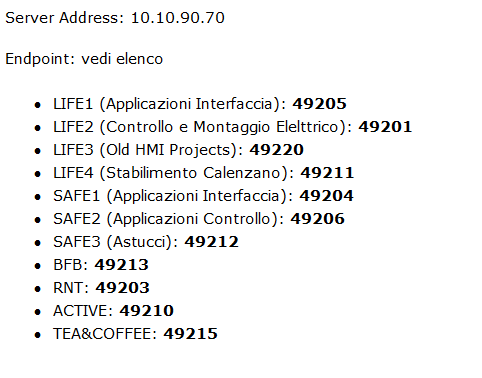 Server Address: 10.10.90.70
Endpoint: vedi elenco
• LIFE1 (Applicazioni Interfaccia): 49205
• LIFE2 (Controllo e Montaggio Elelttrico): 49201
• LIFE3 (Old HMI Projects): 49220
• LIFE4 (Stabilimento Calenzano): 49211
• SAFE1 (Applicazioni Interfaccia): 49204
• SAFE2 (Applicazioni Controllo): 49206
• SAFE3 (Astucci): 49212
• BFB: 49213
• RNT: 49203
• ACTIVE: 49210
• TEA&COFFEE: 49215